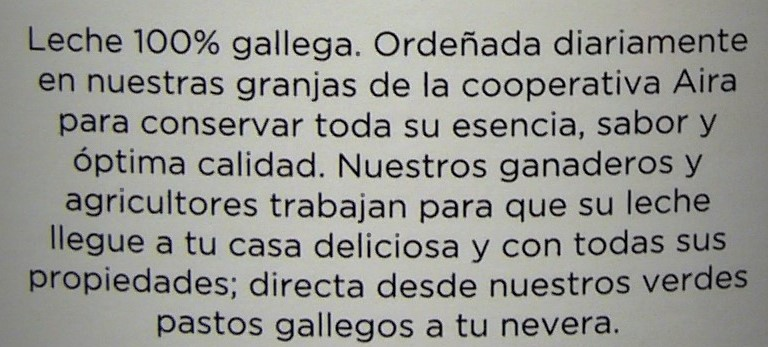 Leche 100% gallega. Ordeñada diariamente
en nuestras granjas de la cooperativa Aira
para conservar toda su esencia, sabor y
óptima calidad. Nuestros ganaderos y
agricultores trabajan para que su leche
llegue a tu casa deliciosa y con todas sus
propiedades; directa desde nuestros verdes
pastos gallegos a tu nevera.